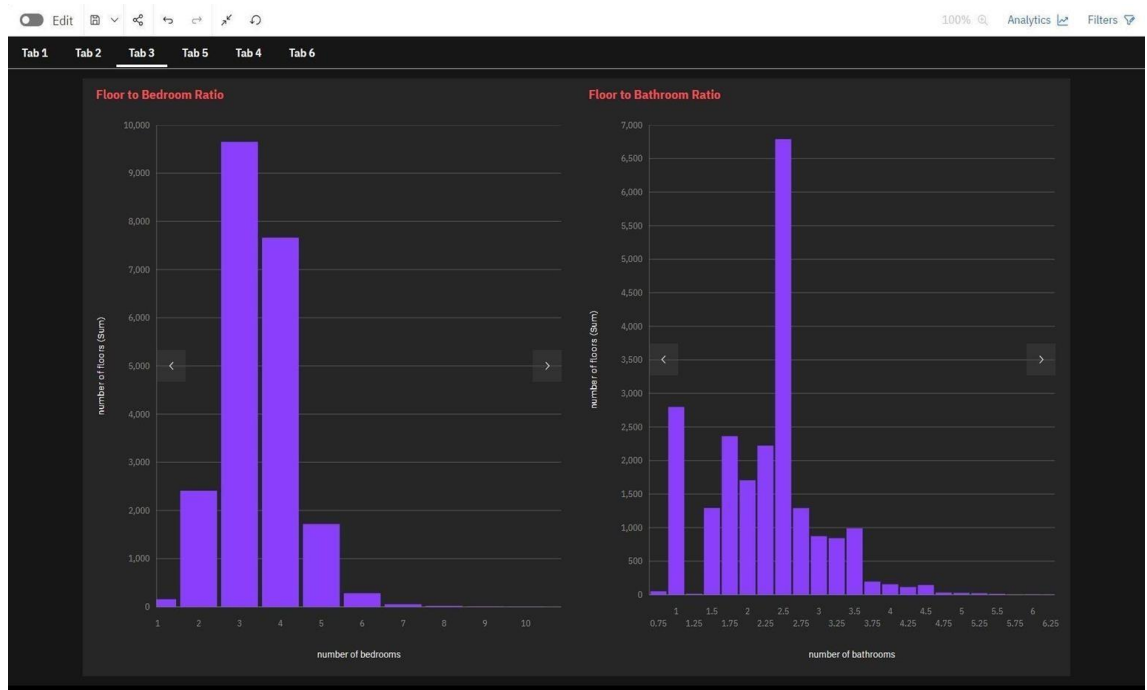 Edit
100%
Analytics
Filters
Tab 1
Tab 2
Tab 3
Tab 5
Tab 4
Tab 6
Floor to Bedroom Ratio
number of floors (Sum)
10,000
9,000
8,000
7,000
6,000
5,000
4,000
3,000
2,000
1,000
0
1 2 3 4 5 6 7 8 9 10
number of bedrooms
Floor to Bathroom Ratio
number of floors (Sum)
7,000
6,500
6,000
5,500
5,000
4,500
4,000
3,500
3,000
2,500
2,000
1,500
1,000
500
0
1 1.5 2 2.5 3 3.5 4 4.5 5 5.5 6
0.75 1.25 1.75 2.25 2.75 3.25 3.75 4.25 4.75 5.25 5.75 6.25
number of bathrooms